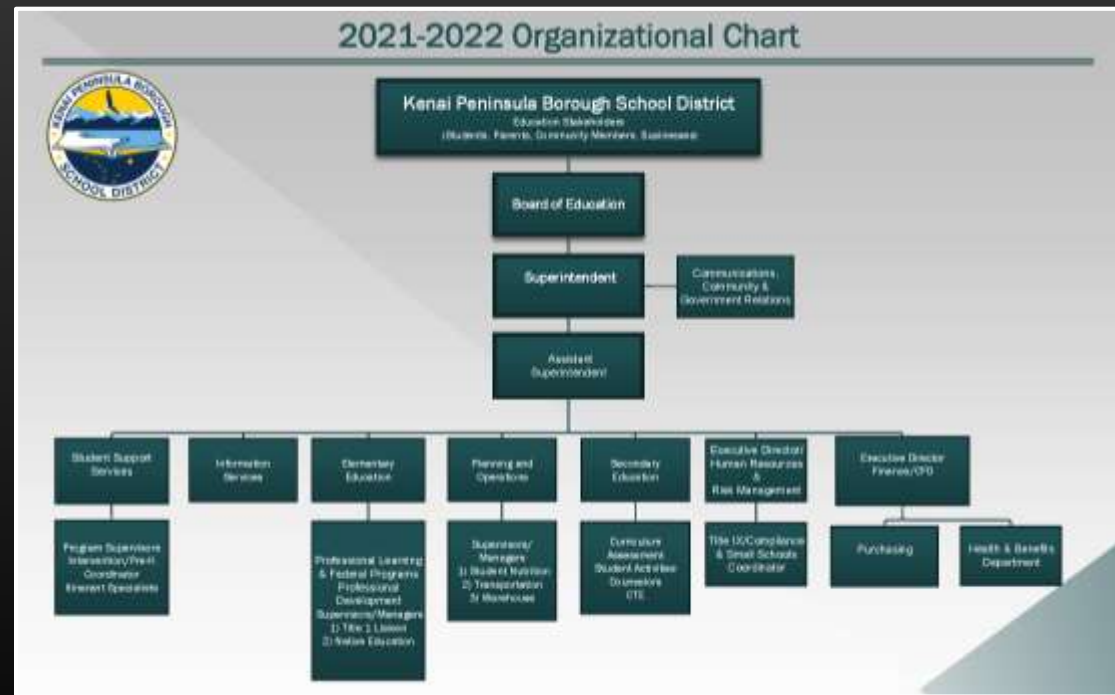 2021-2022 Organizational Chart
KENAI PENINSULA BOROUGH
SCHOOL DISTRICT
Kenai Peninsula Borough School District
Education Stakeholders
(Students, Parents, Community Members, Businesses)
Board of Education
Superintendent
Communications,
Community &
Government Relations
Assistant
Superintendent
Student Support
Services
Information
Services
Elementary
Education
Planning and
Operations
Secondary
Education
Executive Director/
Human Resources
&
Risk Management
Executive Director
Finance/CFO
Program Supervisors
Intervention/Pre-K
Coordinator
Itinerant Specialists
Professional Learning
& Federal Programs
Professional
Development
Supervisors/Managers
1) Title 1 Liaison
2) Native Education
Supervisors/
Managers
1) Student Nutrition
2) Transportation
3) Warehouse
Curriculum
Assessment
Student Activities
Counselors
CTE
Title IX/Compliance
& Small Schools
Coordinator
Purchasing
Health & Benefits
Department